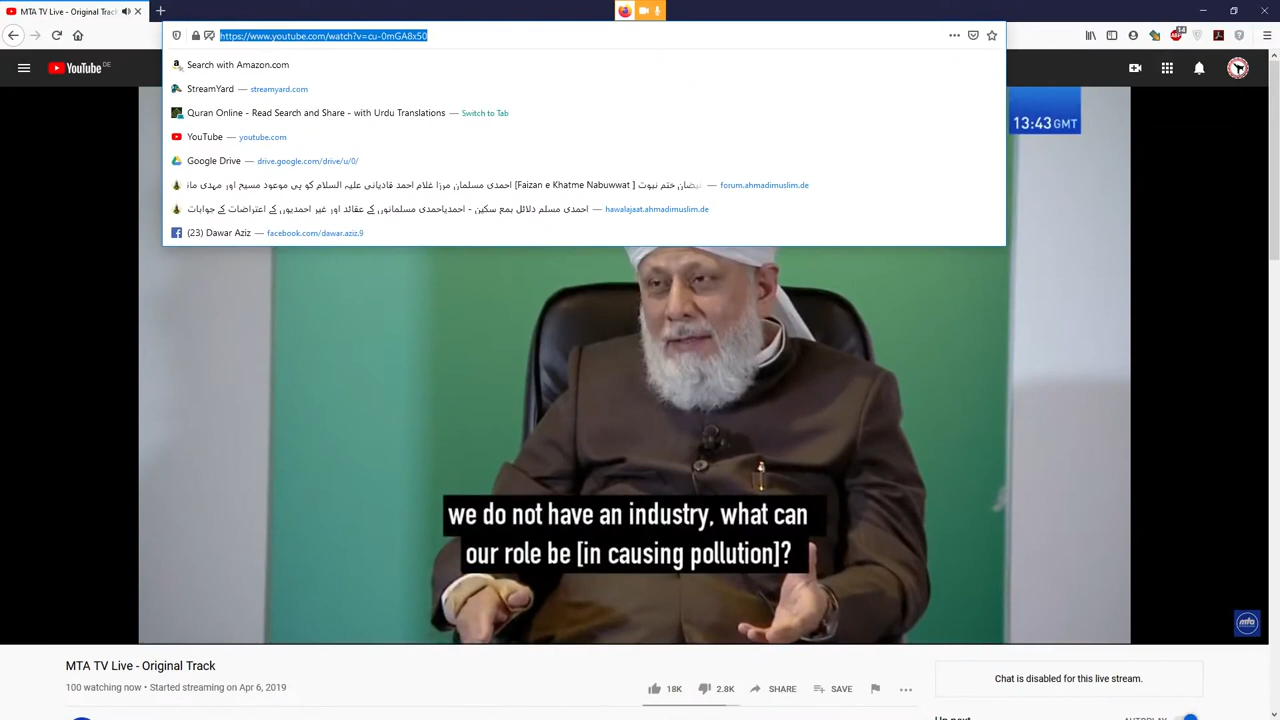 MTA TV Live - Original Track
https://www.youtube.com/watch?v=cu-0mGA8x50
14
Search with Amazon.com
StreamYard — streamyard.com
Quran Online - Read Search and Share - with Urdu Translations — Switch to Tab
YouTube — youtube.com
Google Drive — drive.google.com/drive/u/0/
فیضان ختم نبوت [ Faizan e Khatme Nabuwwat] احمدی مسلمان مرزا غلام احمد قادیانی علیہ السلام کو ہی موعود مسیح اور مہدی مان — forum.ahmadimuslim.de
احمدی مسلم دلائل بمع سکین - احمدیاحمدی مسلمانوں کے عقائد اور غیر احمدیوں کے اعتراضات کے جوابات — hawalajaat.ahmadimuslim.de
(23) Dawar Aziz — facebook.com/dawar.aziz.9
YouTube DE
13:43 GMT
we do not have an industry, what can
our role be [in causing pollution]?
mta
MTA TV Live - Original Track
100 watching now • Started streaming on Apr 6, 2019
18K 2.8K SHARE SAVE
Chat is disabled for this live stream.
Up next AUTOPLAY